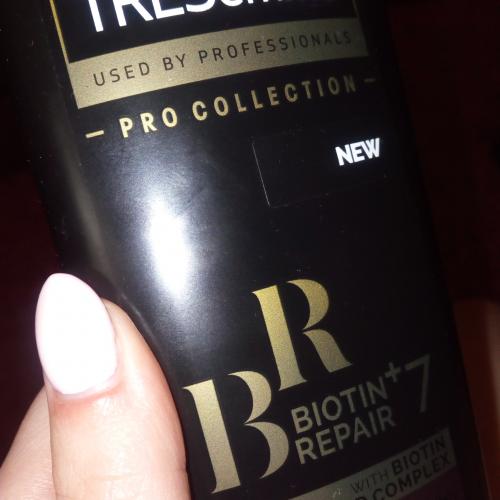 USED BY PROFESSIONALS
— PRO COLLECTION —
NEW
BR
BIOTIN+ 7
REPAIR
WITH BIOTIN
COMPLEX